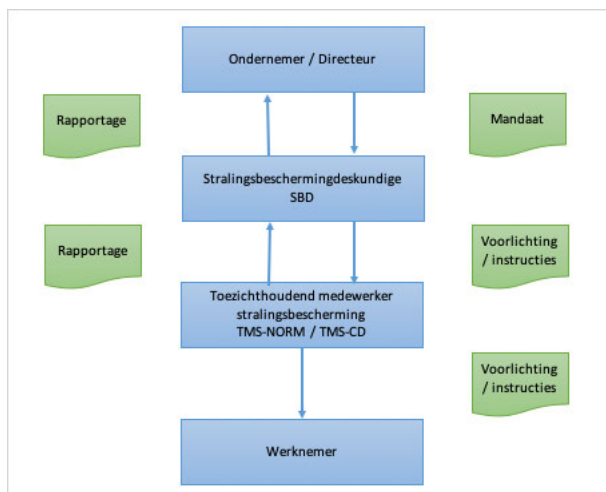 Ondernemer / Directeur
Rapportage
Mandaat
Stralingsbeschermingdeskundige
SBD
Rapportage
Voorlichting
/ instructies
Toezichthoudend medewerker
stralingsbescherming
TMS-NORM / TMS-CD
Voorlichting
/ instructies
Werknemer